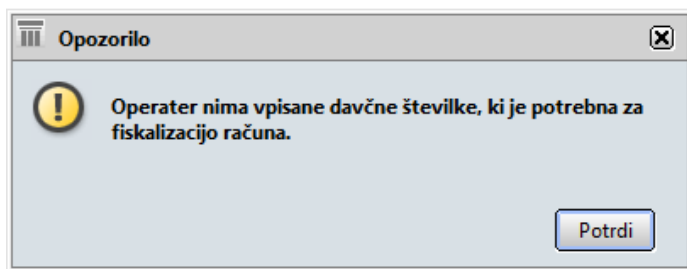 Opozorilo
Operater nima vpisane davčne številke, ki je potrebna za
fiskalizacijo računa.
Potrdi